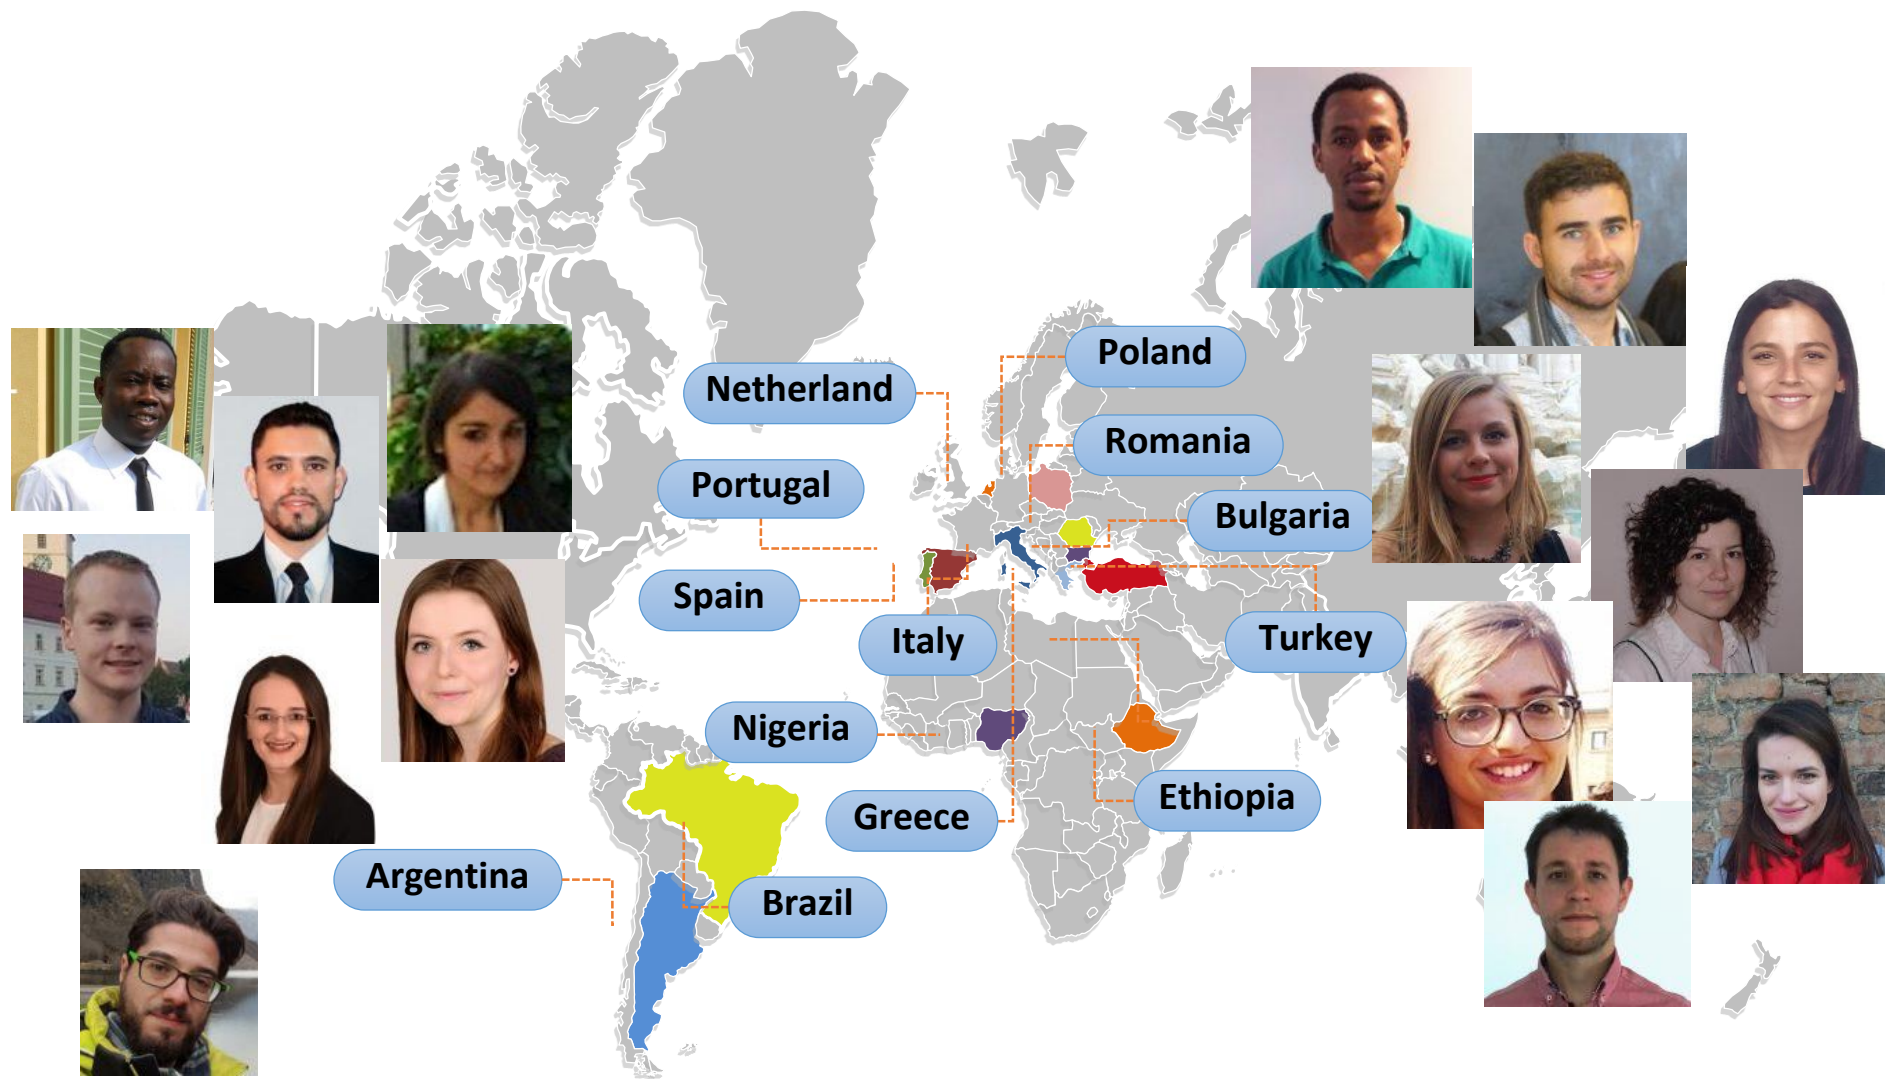 Poland
Netherland
Romania
Portugal
Bulgaria
Spain
Italy
Turkey
Nigeria
Ethiopia
Greece
Argentina
Brazil